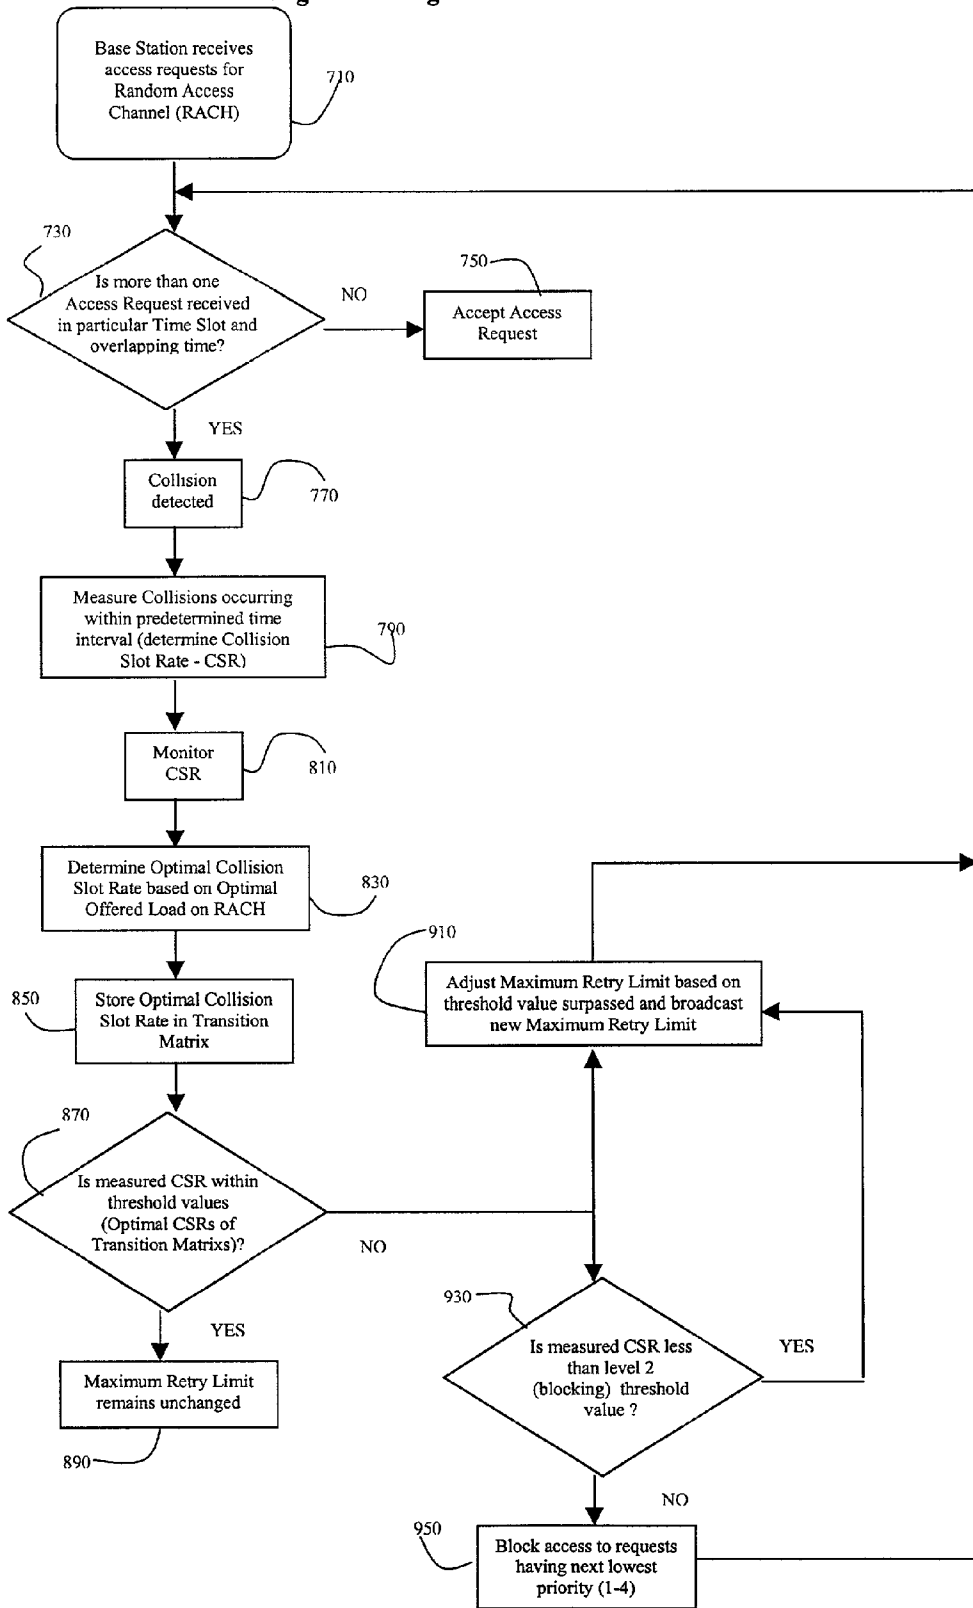 Base Station receives
access requests for
Random Access
Channel (RACH)
710
730
Is more than one
Access Request received
in particular Time Slot and
overlapping time?
NO
750
Accept Access
Request
YES
Collision
detected
770
Measure Collisions occurring
within predetermined time
interval (determine Collision
Slot Rate - CSR)
790
Monitor
CSR
810
Determine Optimal Collision
Slot Rate based on Optimal
Offered Load on RACH
830
910
Adjust Maximum Retry Limit based on
threshold value surpassed and broadcast
new Maximum Retry Limit
850
Store Optimal Collision
Slot Rate in Transition
Matrix
870
Is measured CSR within
threshold values
(Optimal CSRs of
Transition Matrixs)?
NO
YES
930
Is measured CSR less
than level 2
(blocking) threshold
value ?
YES
Maximum Retry Limit
remains unchanged
890
NO
950
Block access to requests
having next lowest
priority (1-4)